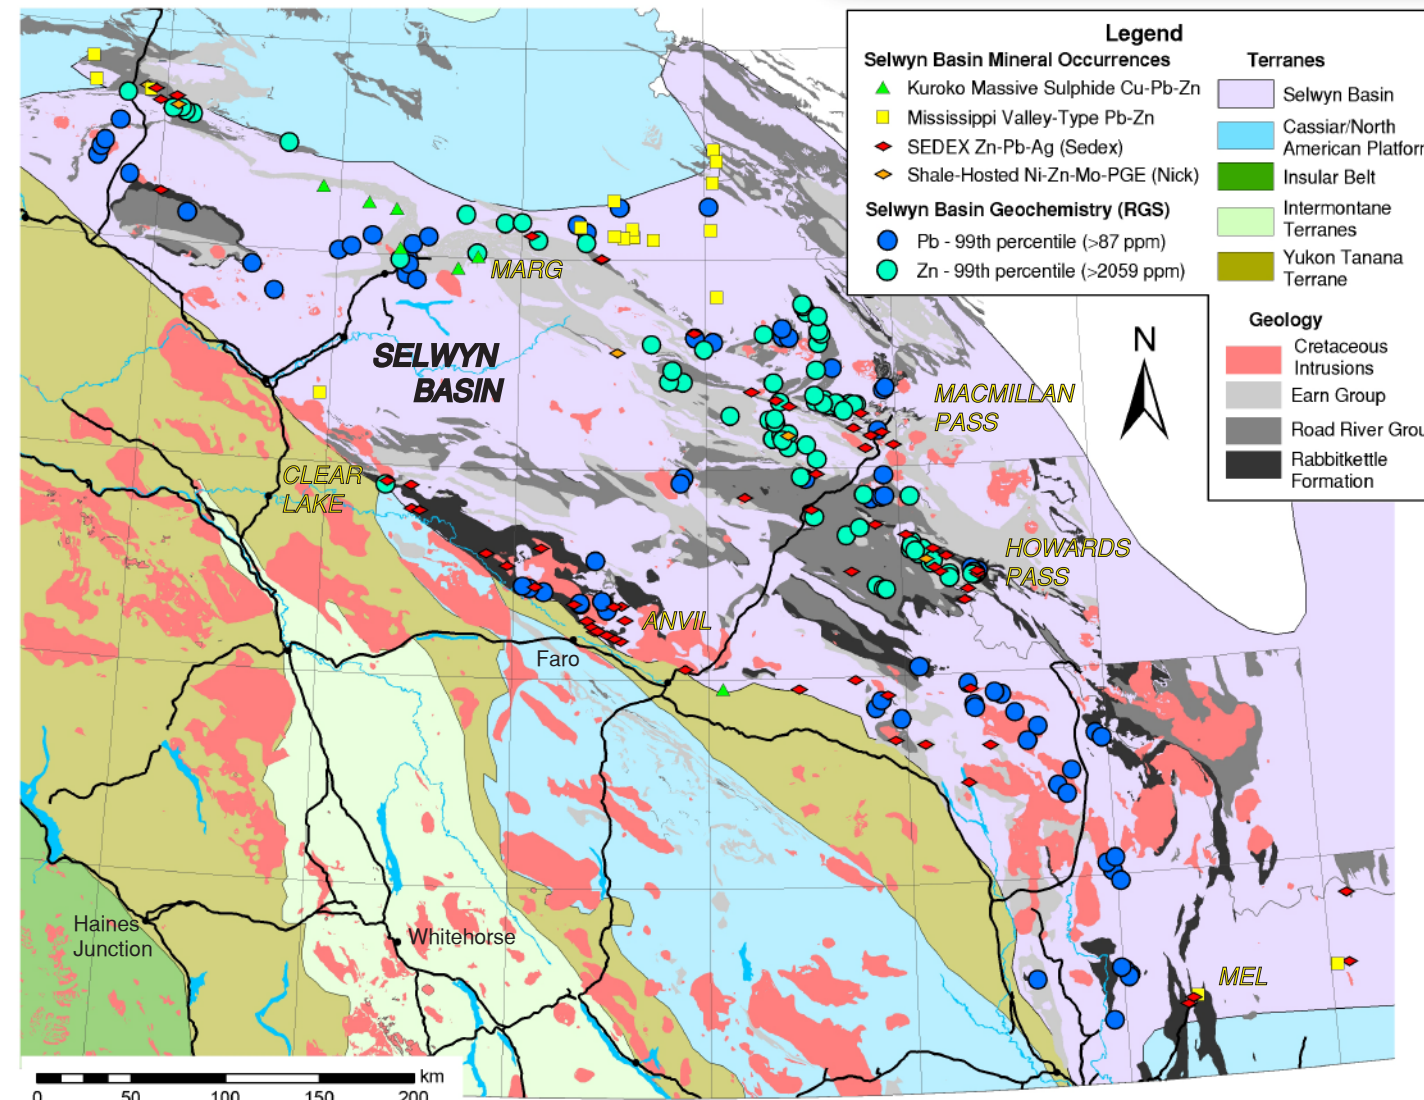 Legend
Selwyn Basin Mineral Occurrences
Kuroko Massive Sulphide Cu-Pb-Zn
Mississippi Valley-Type Pb-Zn
SEDEX Zn-Pb-Ag (Sedex)
Shale-Hosted Ni-Zn-Mo-PGE (Nick)
Selwyn Basin Geochemistry (RGS)
Pb - 99th percentile (>87 ppm)
Zn - 99th percentile (>2059 ppm)
Terranes
Selwyn Basin
Cassiar/North
American Platforn
Insular Belt
Intermontane
Terranes
Yukon Tanana
Terrane
Geology
Cretaceous
Intrusions
Earn Group
Road River Grou
Rabbitkettle
Formation
N
MARG
SELWYN
BASIN
MACMILLAN
PASS
CLEAR
LAKE
HOWARDS
PASS
ANVIL
Faro
Haines
Junction
Whitehorse
MEL
km
0 50 100 150 200